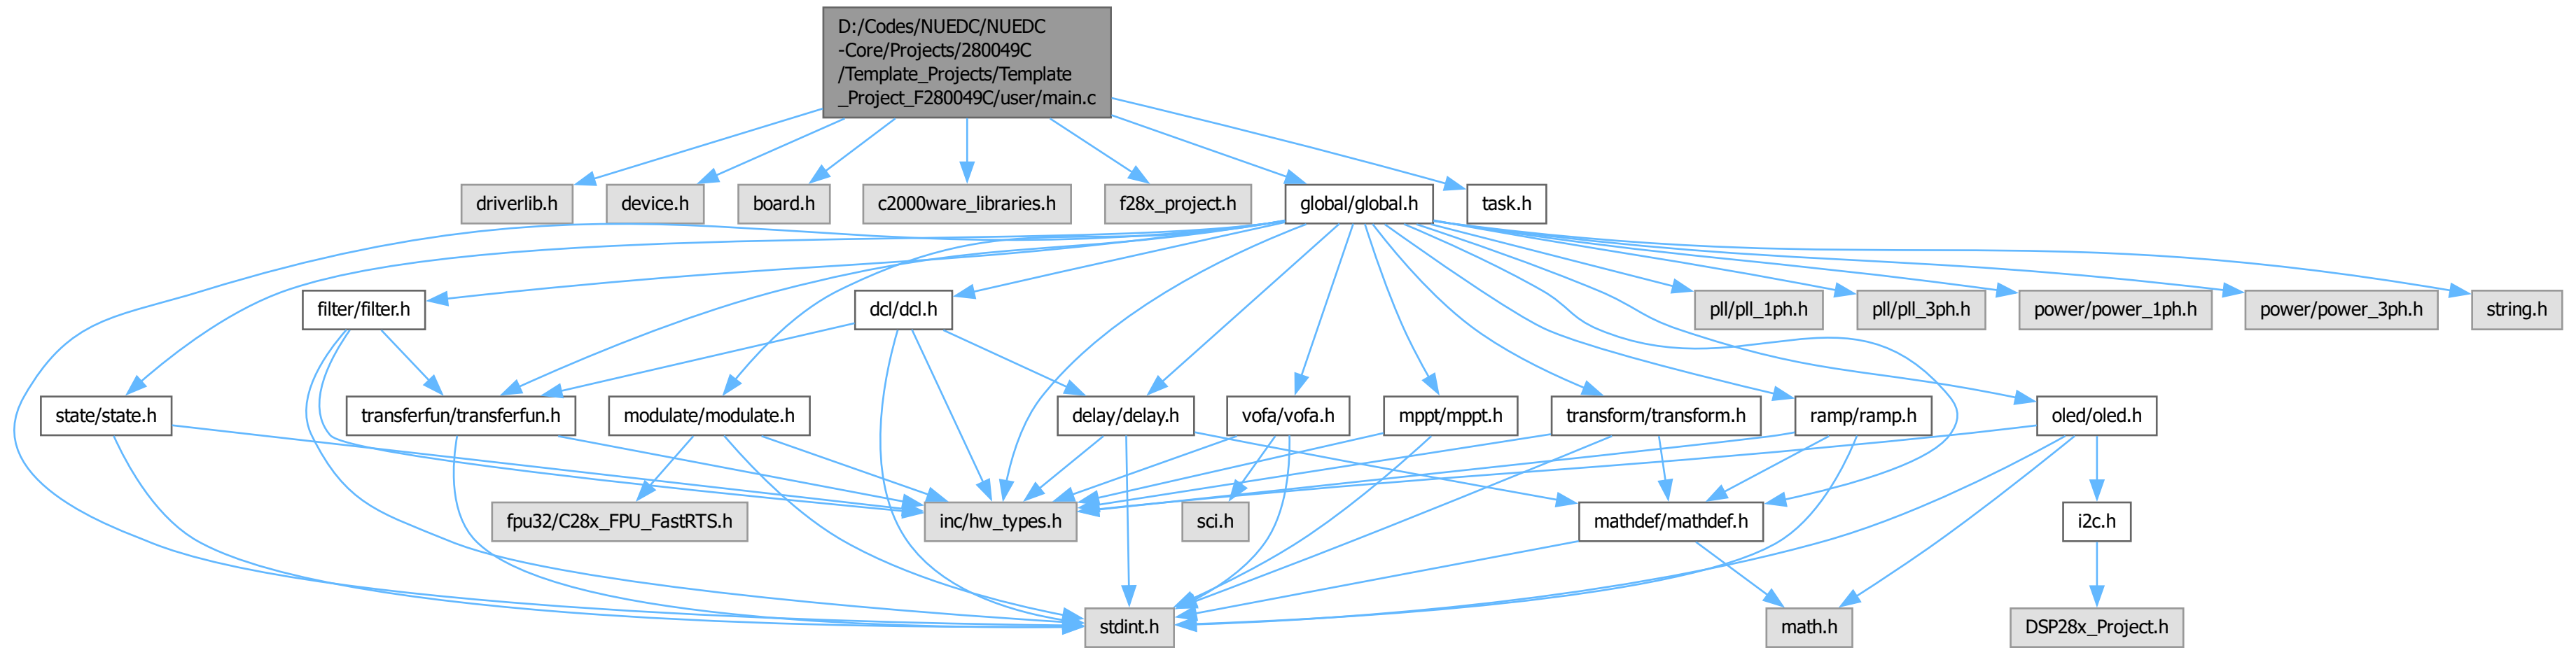 D:/Codes/NUEDC/NUEDC
-Core/Projects/280049C
/Template_Projects/Template
_Project_F280049C/user/main.c
driverlib.h
device.h
board.h
c2000ware_libraries.h
f28x_project.h
global/global.h
task.h
filter/filter.h
dcl/dcl.h
pll/pll_1ph.h
pll/pll_3ph.h
power/power_1ph.h
power/power_3ph.h
string.h
state/state.h
transferfun/transferfun.h
modulate/modulate.h
delay/delay.h
vofa/vofa.h
mppt/mppt.h
transform/transform.h
ramp/ramp.h
oled/oled.h
fpu32/C28x_FPU_FastRTS.h
inc/hw_types.h
sci.h
mathdef/mathdef.h
i2c.h
stdint.h
math.h
DSP28x_Project.h